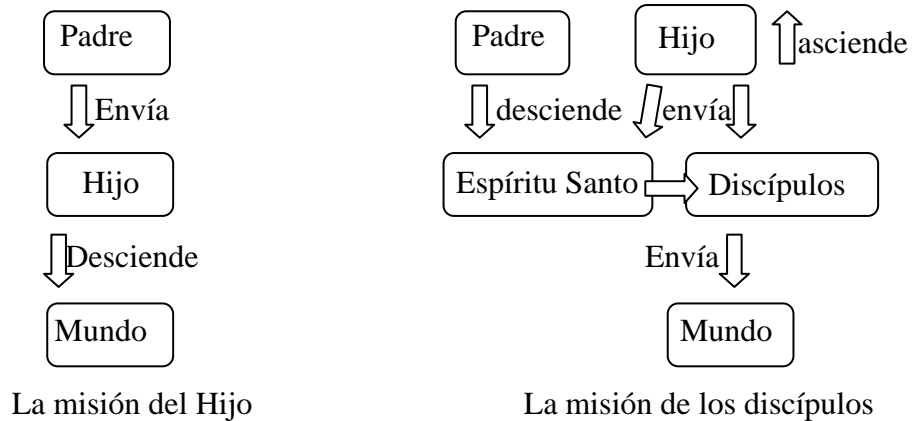 Padre
Envía
Hijo
Desciende
Mundo
La misión del Hijo
Padre
Hijo
asciende
desciende
envía
Espíritu Santo
Discípulos
Envía
Mundo
La misión de los discípulos